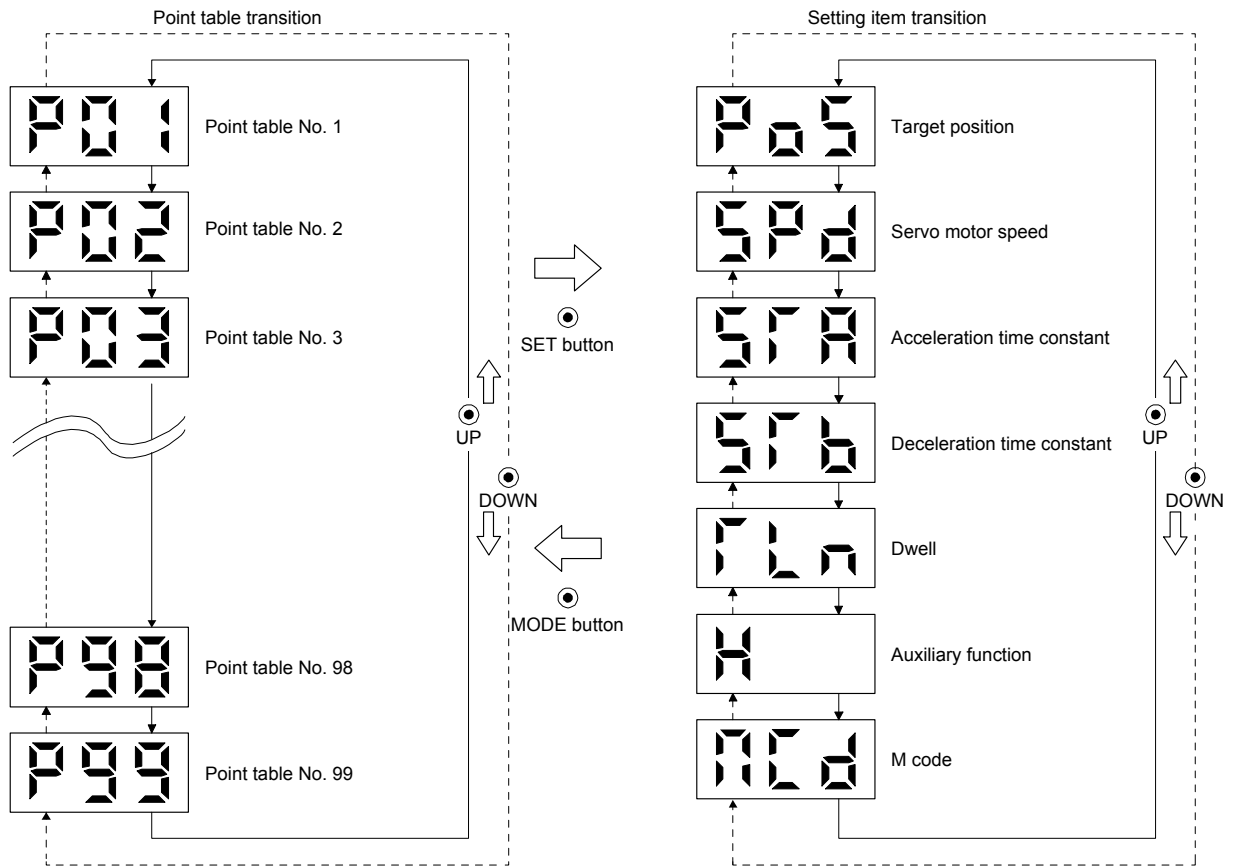 Point table transition
P01
Point table No. 1
P02
Point table No. 2
P03
Point table No. 3
P98
Point table No. 98
P99
Point table No. 99
UP
DOWN
SET button
MODE button
Setting item transition
PoS
Target position
SPd
Servo motor speed
STA
Acceleration time constant
STb
Deceleration time constant
TLn
Dwell
H
Auxiliary function
MCd
M code
UP
DOWN